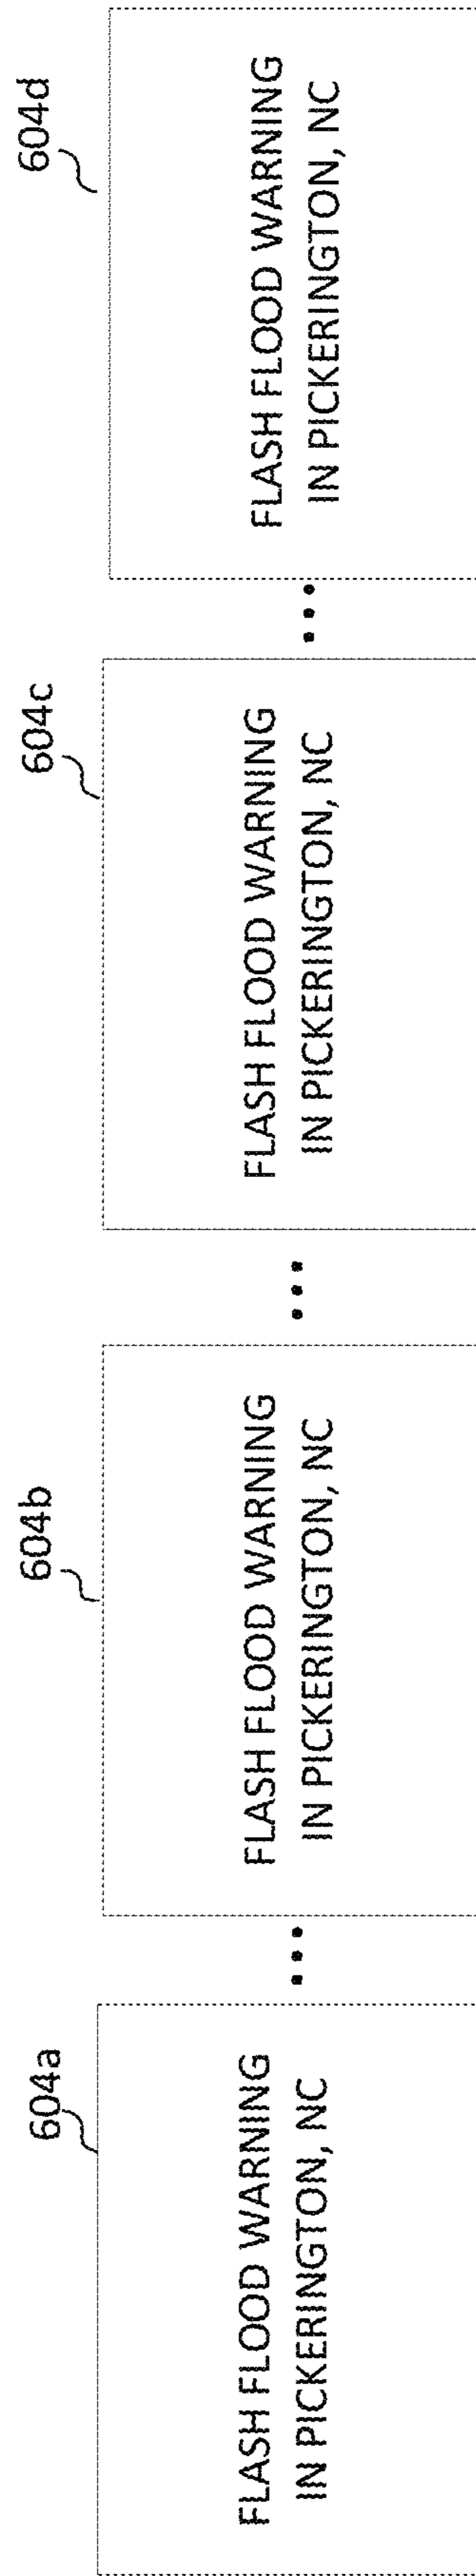 604a
FLASH FLOOD WARNING
IN PICKERINGTON, NC
604b
FLASH FLOOD WARNING
IN PICKERINGTON, NC
604c
FLASH FLOOD WARNING
IN PICKERINGTON, NC
604d
FLASH FLOOD WARNING
IN PICKERINGTON, NC